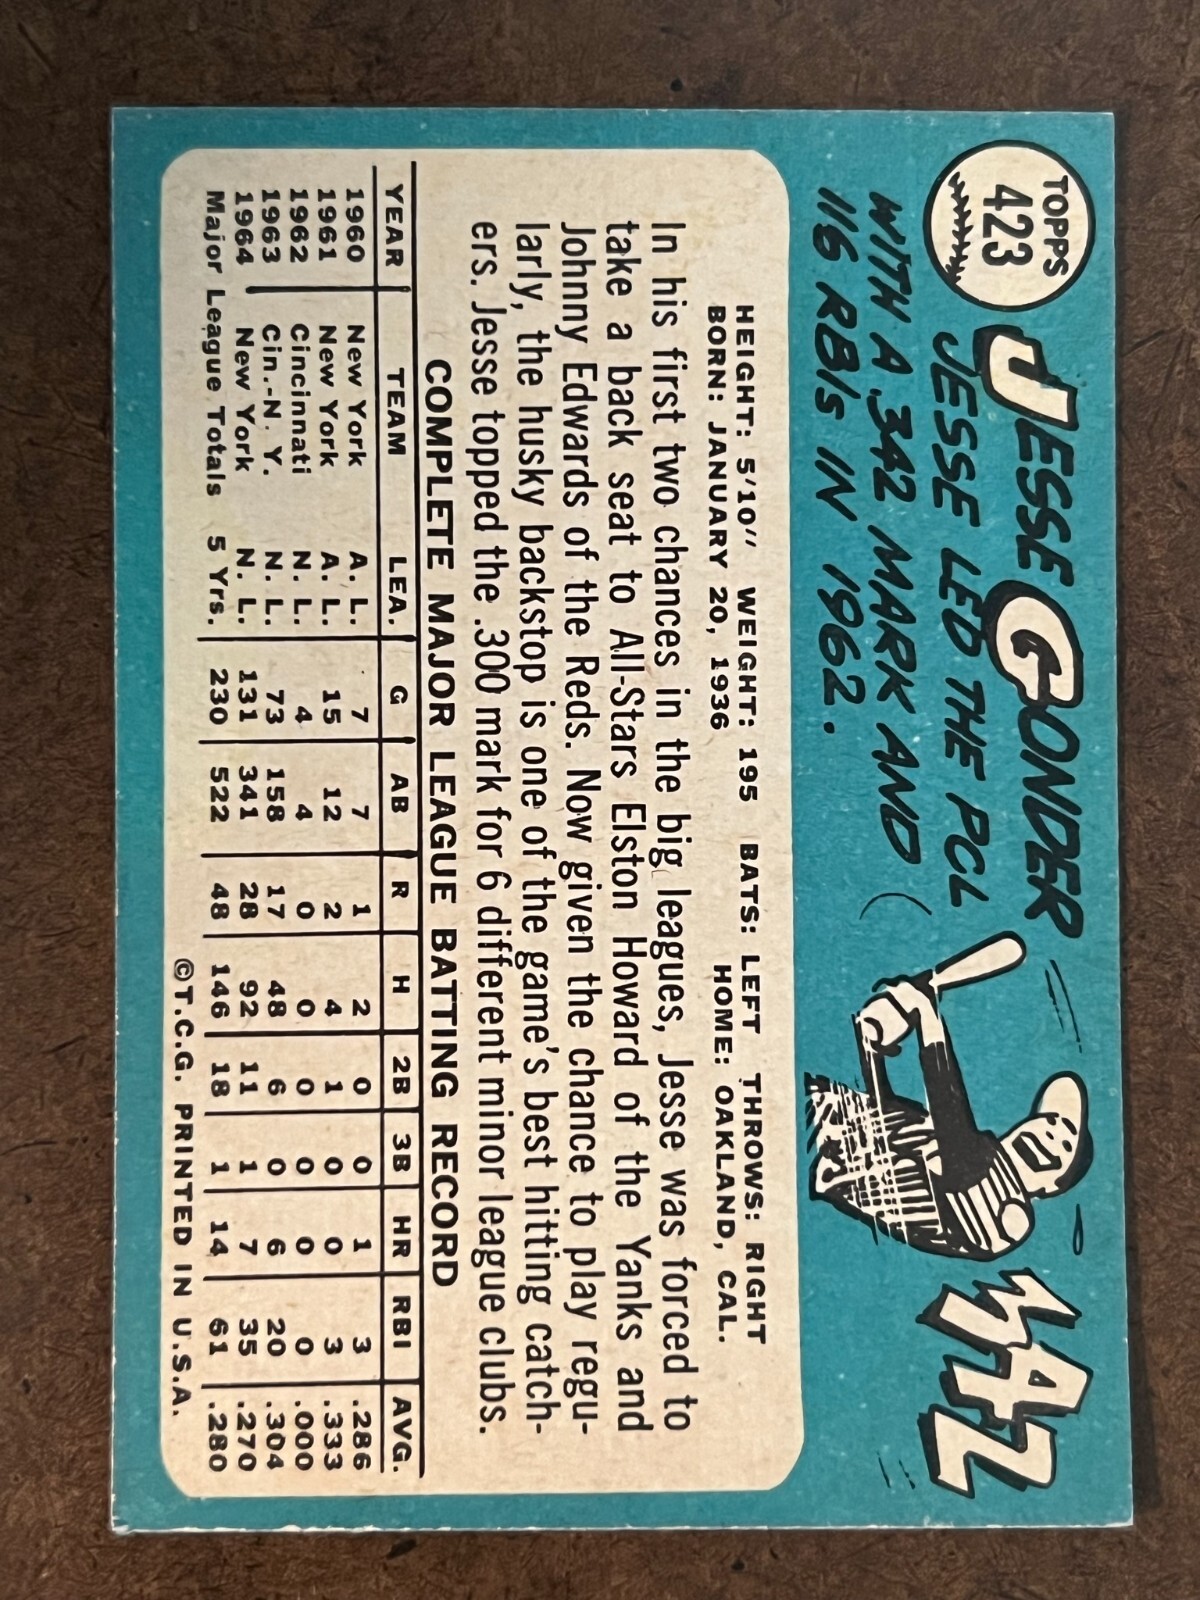 TOPPS
423
JESSE GONDER
JESSE LED THE PCL
WITH A .342 MARK AND
116 RBI's IN 1962.
WAZ
HEIGHT: 5'10" WEIGHT: 195 BATS: LEFT THROWS: RIGHT
BORN: JANUARY 20, 1936 HOME: OAKLAND, CAL.
In his first two chances in the big leagues, Jesse was forced to
take a back seat to All-Stars Elston Howard of the Yanks and
Johnny Edwards of the Reds. Now given the chance to play regu-
larly, the husky backstop is one of the game's best hitting catch-
ers. Jesse topped the .300 mark for 6 different minor league clubs.
COMPLETE MAJOR LEAGUE BATTING RECORD
YEAR TEAM LEA. G AB R H 2B 3B HR RBI AVG.
1960 New York A. L. 7 7 1 2 0 0 1 3 .286
1961 New York A. L. 15 12 2 4 1 0 0 3 .333
1962 Cincinnati N. L. 4 4 0 0 0 0 0 0 .000
1963 Cin.-N. Y. N. L. 73 158 17 48 6 0 6 20 .304
1964 New York N. L. 131 341 28 92 11 1 7 35 .270
Major League Totals 5 Yrs. 230 522 48 146 18 1 14 61 .280
©T.C.G. PRINTED IN U.S.A.